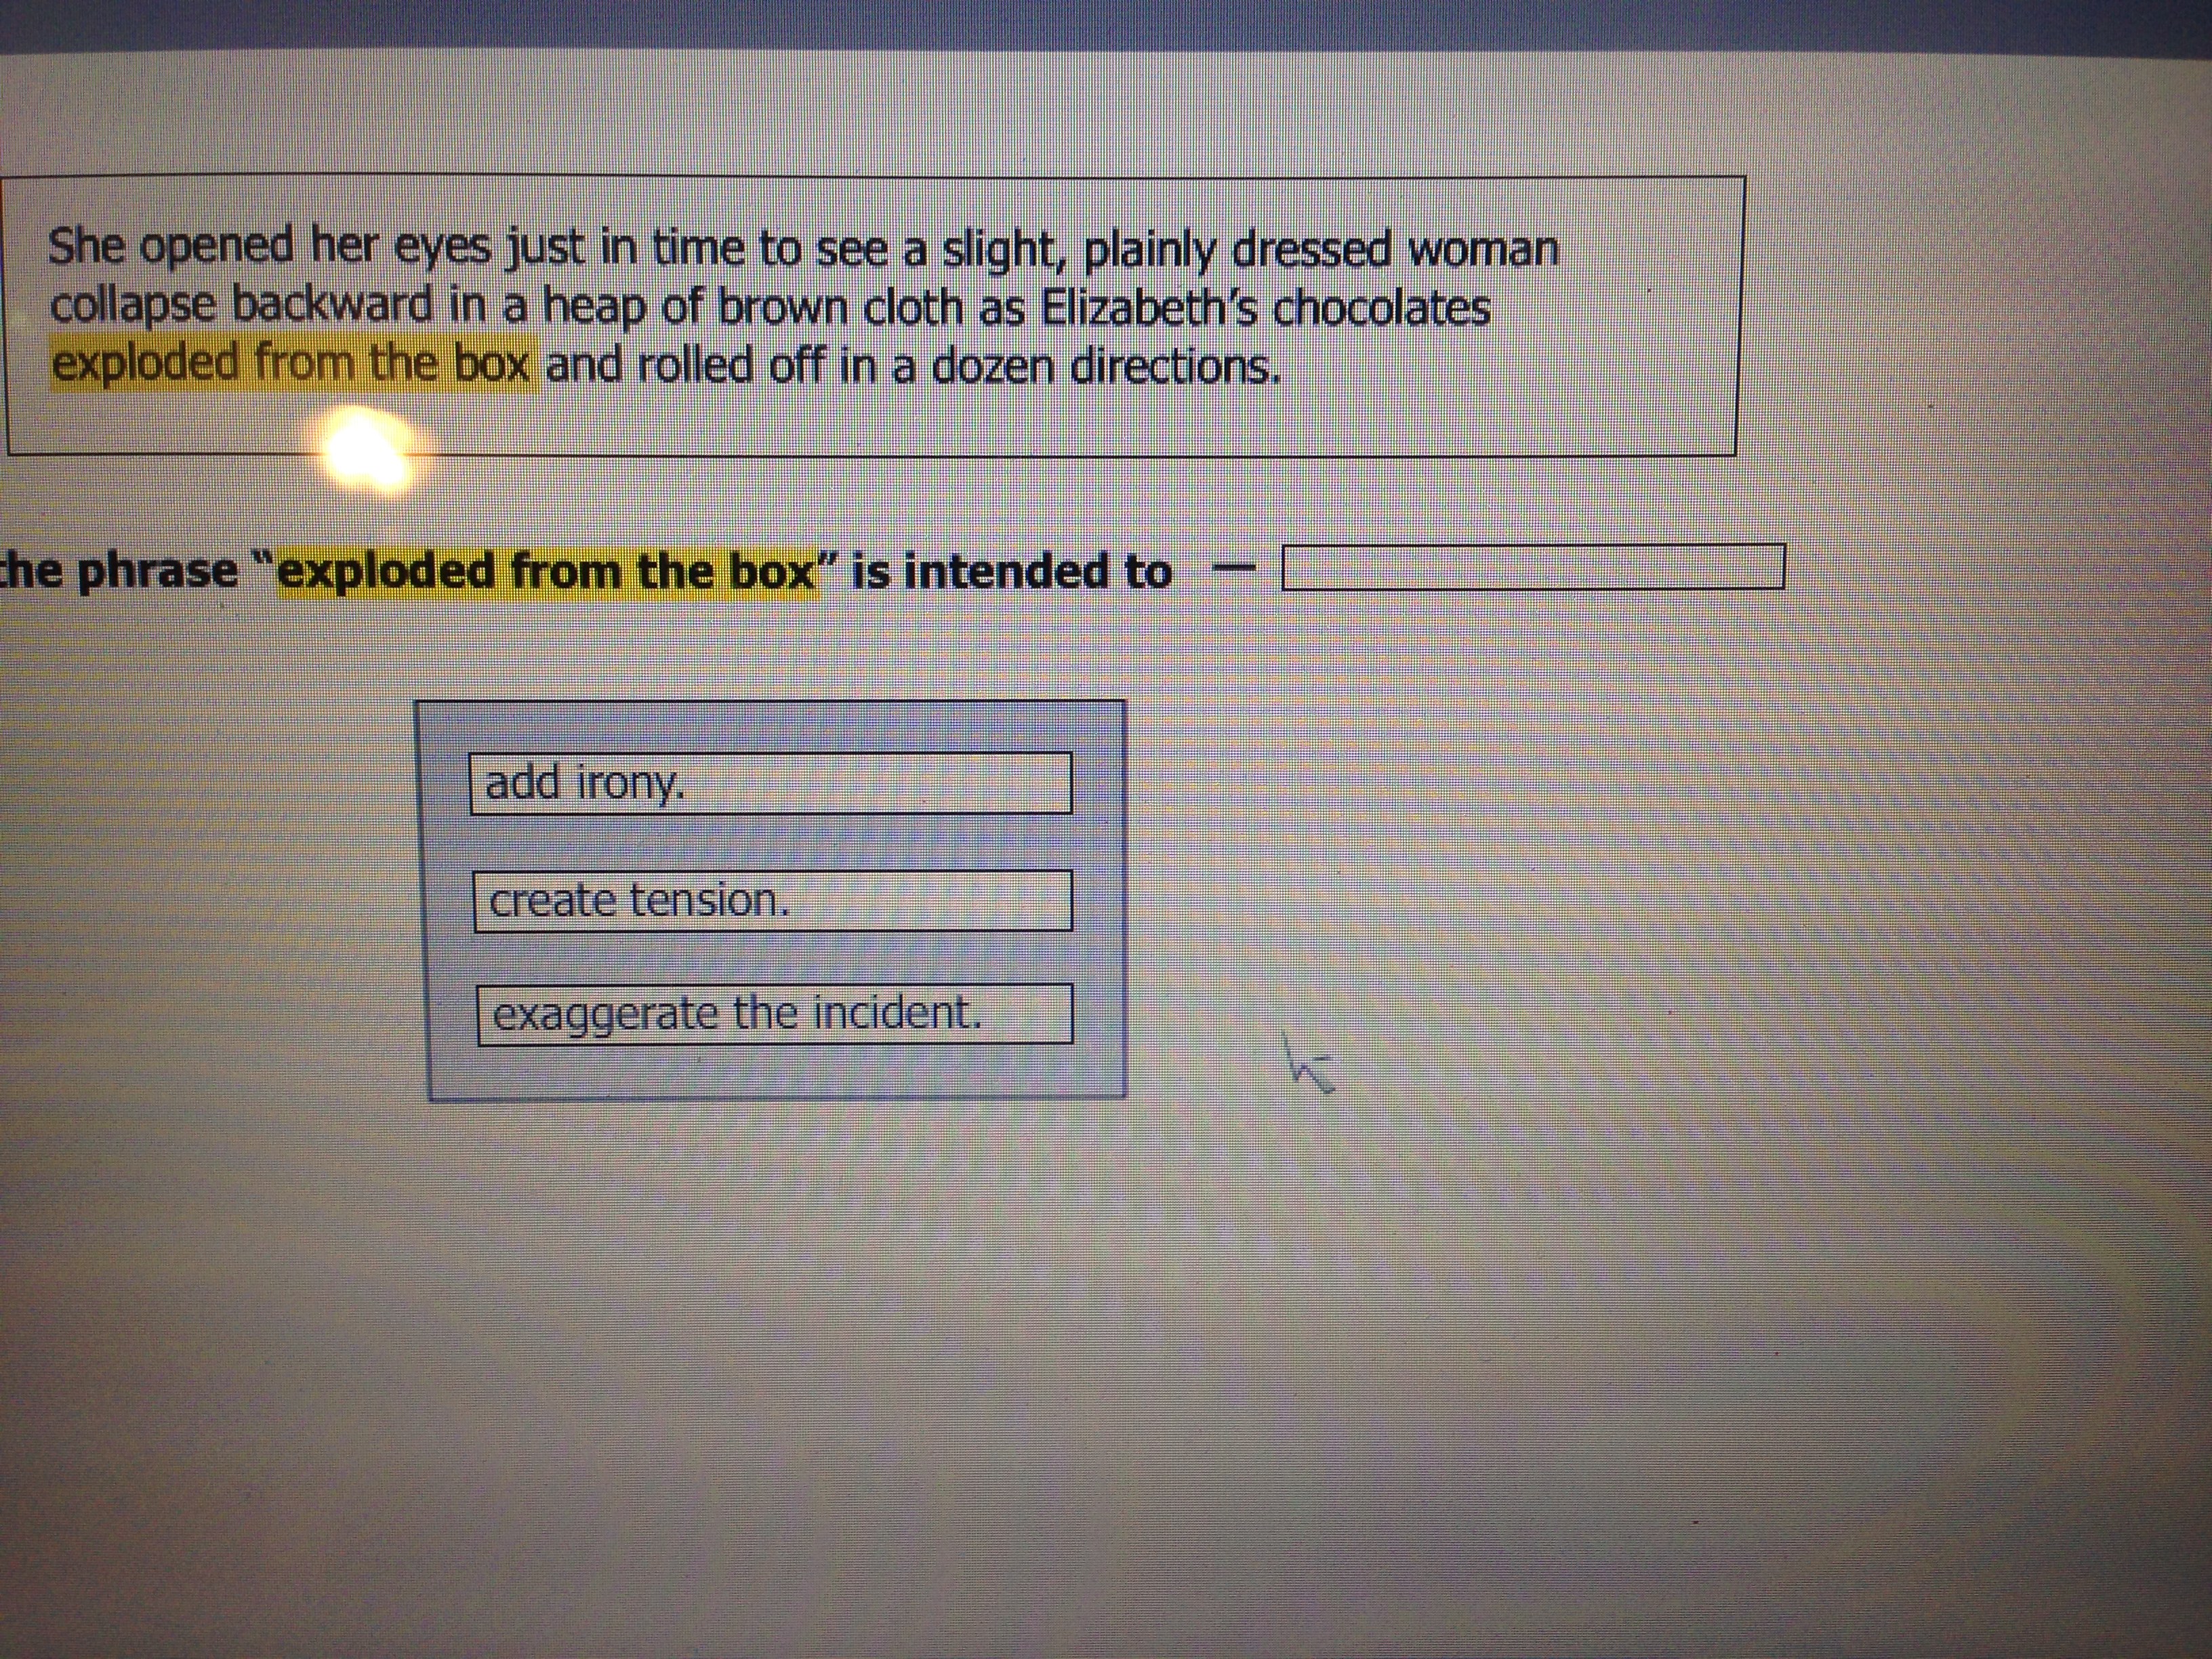 She opened her eyes just in time to see a slight, plainly dressed woman
collapse backward in a heap of brown cloth as Elizabeth's chocolates
exploded from the box and rolled off in a dozen directions.
the phrase "exploded from the box" is intended to —
add irony.
create tension.
exaggerate the incident.